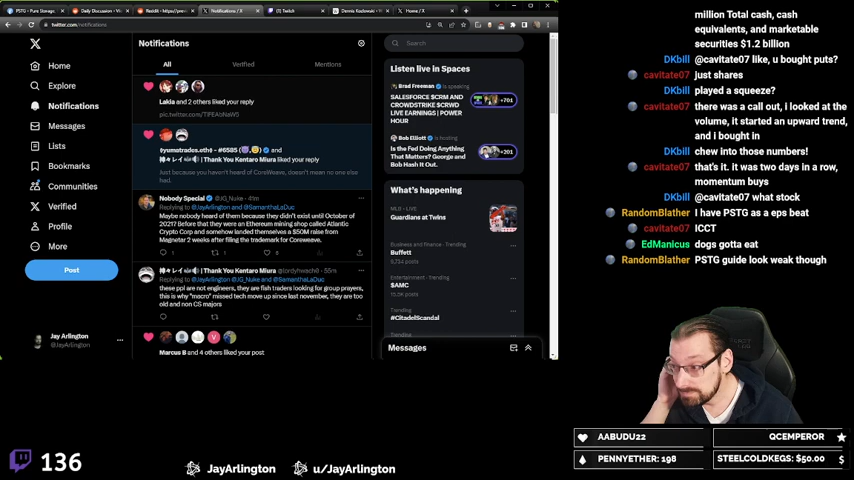 PSTG - Pure Storag
Daily Discussion - V
Notifications / X
Twitch
Dennis Kozlowski -
Home / X
twitter.com/notifications
Home
Explore
Notifications
Messages
Lists
Bookmarks
Communities
Verified
Profile
More
Post
Jay Arlington
@JayArlington
Notifications
All
Verified
Mentions
and 2 others liked your reply
and
Thank You Kentaro Miura liked your reply
Just because you haven't heard of CoreWeave, doesn't mean no one else
had.
Nobody Special @JG_Nuke · 41m
Replying to @JayArlington and @SamanthaLaDuc
Maybe nobody heard of them because they didn't exist until October of
2021? Before that they were an Ethereum mining shop called Atlantic
Crypto Corp and somehow landed themselves a $50M raise from
Magnetar 2 weeks after filing the trademark for Coreweave.
Thank You Kentaro Miura
55m
Replying to @JayArlington @JG_Nuke and @SamanthaLaDuc
these ppl are not engineers, they are fish traders looking for group prayers,
this is why "macro" missed tech move up since last november, they are too
old and non CS majors
Marcus B and 4 others liked your post
Search
Listen live in Spaces
Brad Freeman is speaking
SALESFORCE $CRM AND
CROWDSTRIKE $CRWD
LIVE EARNINGS | POWER
HOUR
+701
Bob Elliott is hosting
Is the Fed Doing Anything
That Matters? George and
Bob Hash It Out.
+201
What's happening
MLB · LIVE
Guardians at Twins
Business and finance · Trending
Buffett
Entertainment · Trending
$AMC
Trending
#CitadelScandal
Trending
Messages
million Total cash, cash
equivalents, and marketable
securities $1.2 billion
DKbill @cavitate07 like, u bought puts?
cavitate07 just shares
DKbill played a squeeze?
cavitate07 there was a call out, i looked at the
volume, it started an upward trend,
and i bought in
DKbill chew into those numbers!
cavitate07 that's it. it was two days in a row,
momentum buys
DKbill @cavitate07 what stock
RandomBlather I have PSTG as a eps beat
cavitate07 ICCT
EdManicus dogs gotta eat
RandomBlather PSTG guide look weak though
AABUDU22
QCEMPEROR
PENNYETHER: 198
STEELCOLDKEGS: $50.00
136
JayArlington
u/JayArlington